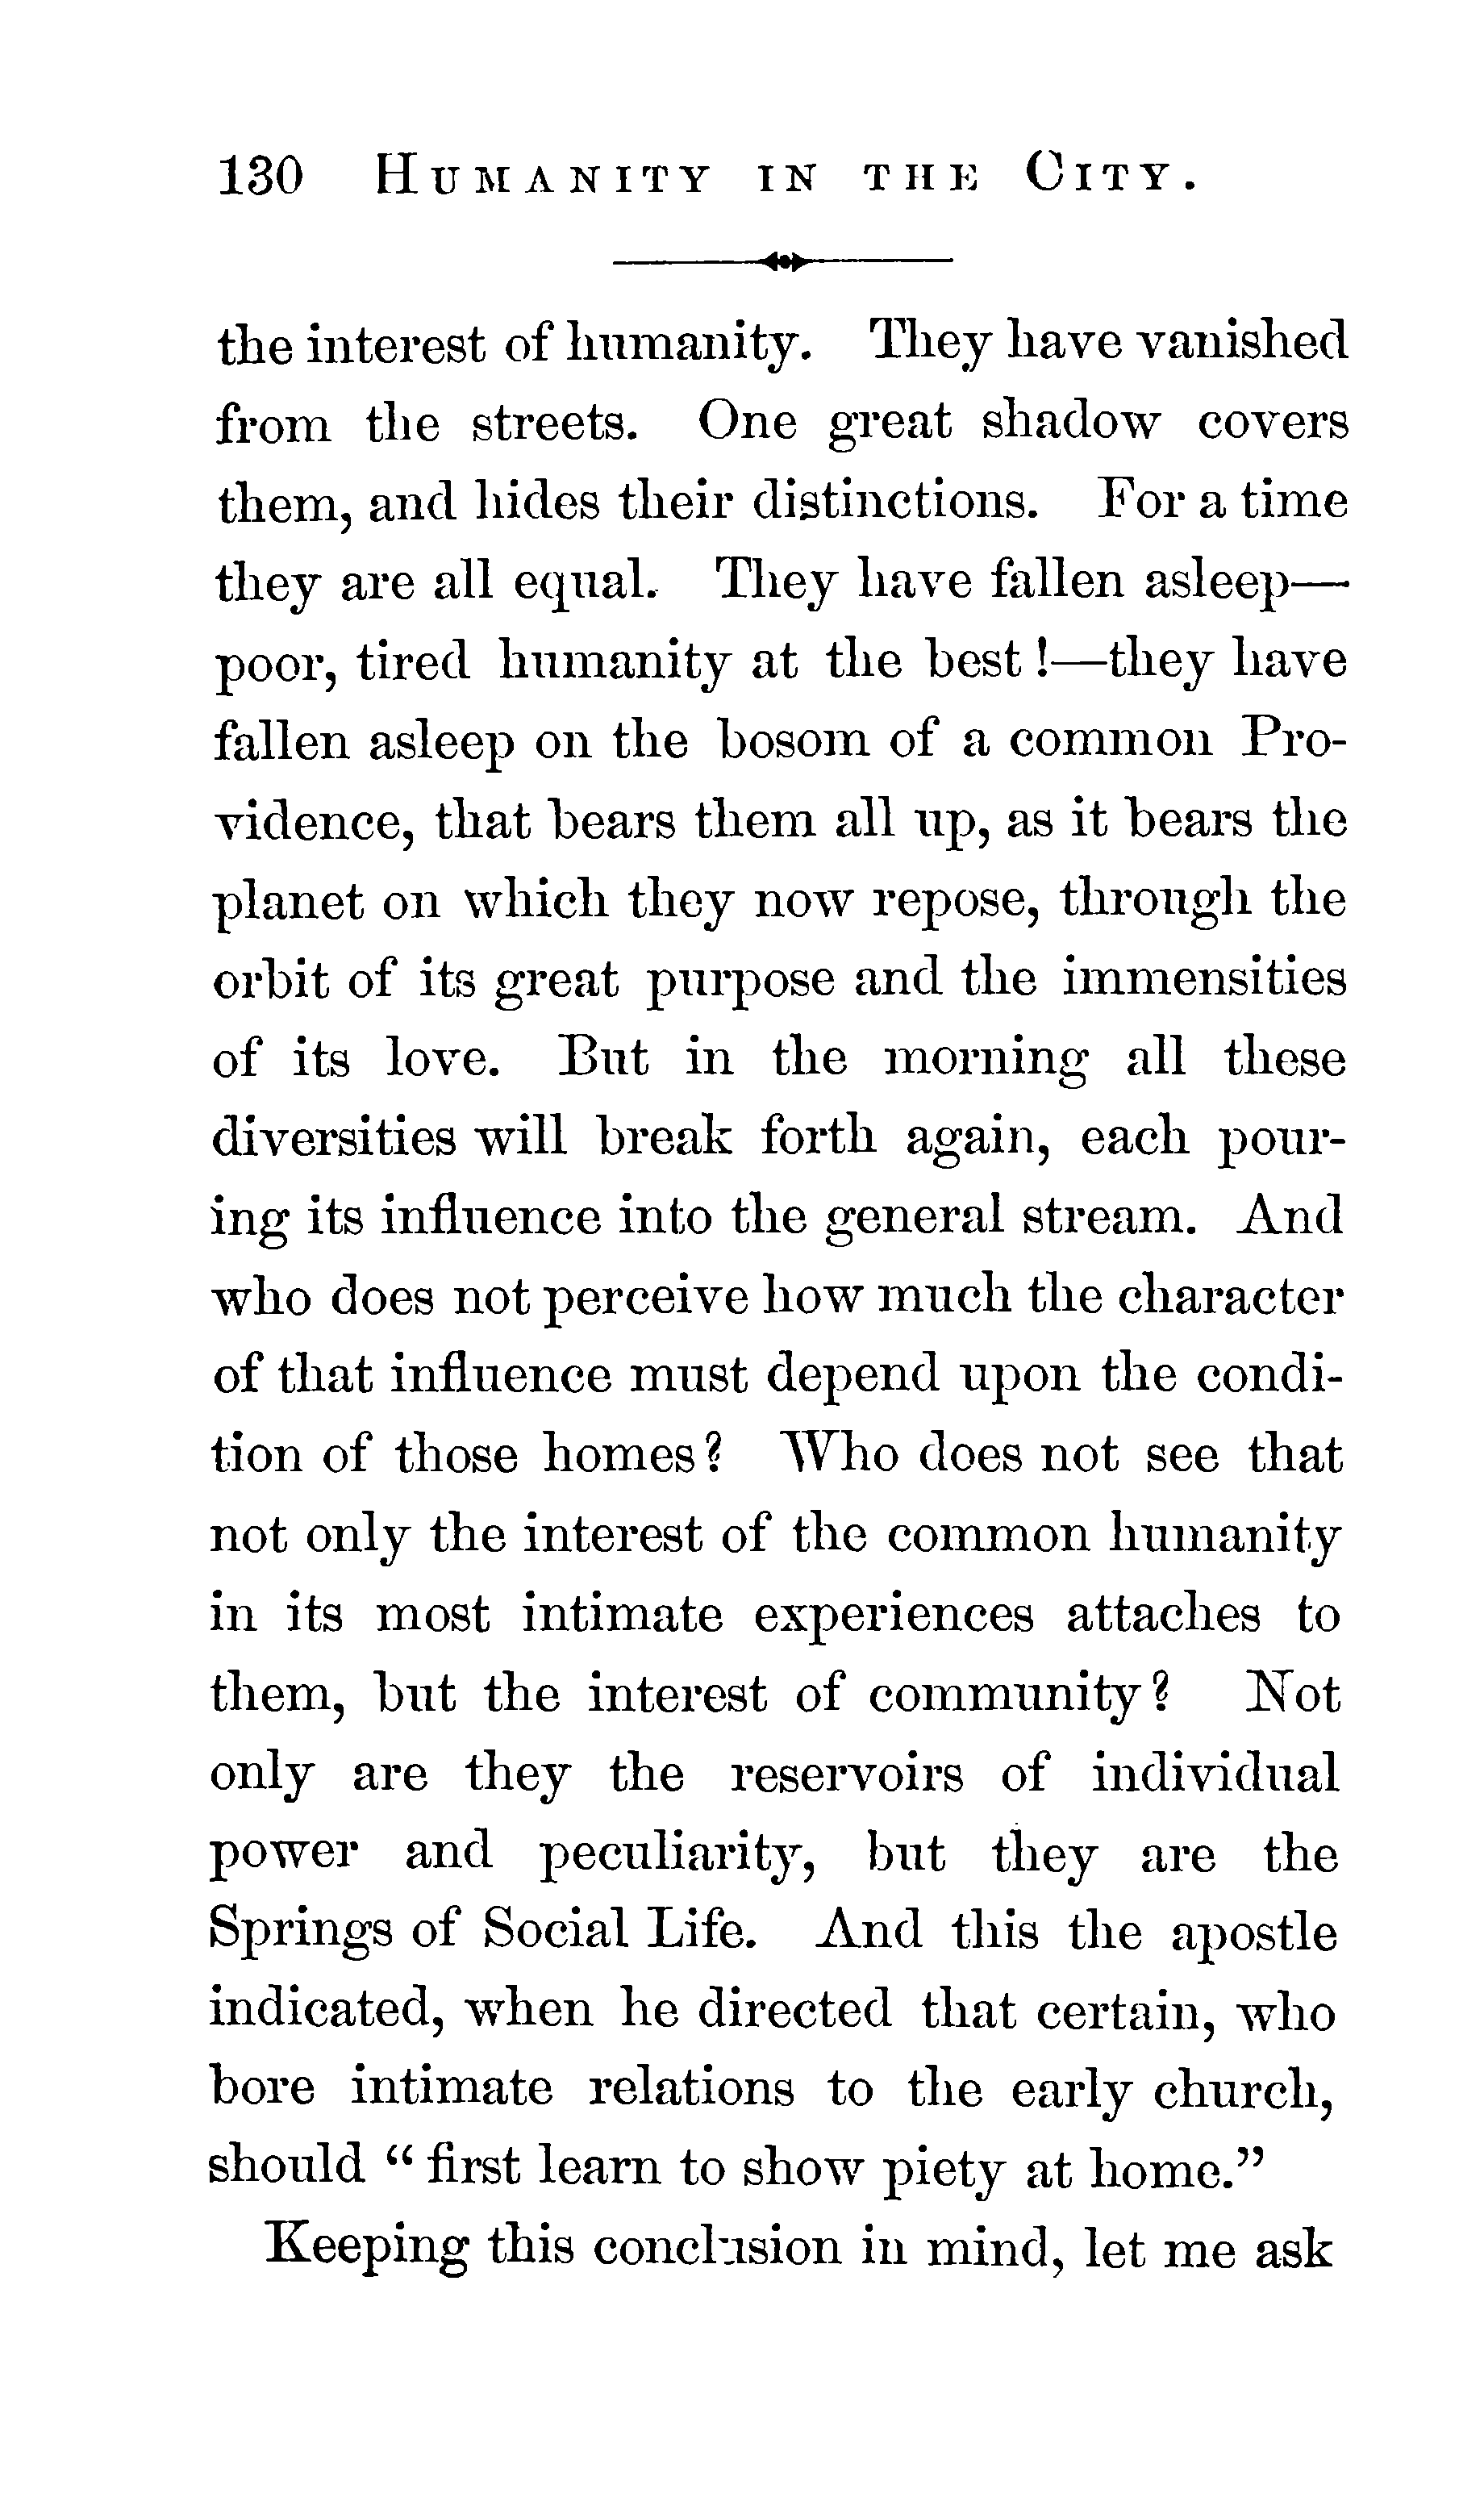 130 HUMANITY IN THE CITY.
the interest of humanity. They have vanished
from the streets. One great shadow covers
them, and hides their distinctions. For a time
they are all equal. They have fallen asleep—
poor, tired humanity at the best!—they have
fallen asleep on the bosom of a common Pro-
vidence, that bears them all up, as it bears the
planet on which they now repose, through the
orbit of its great purpose and the immensities
of its love. But in the morning all these
diversities will break forth again, each pour-
ing its influence into the general stream. And
who does not perceive how much the character
of that influence must depend upon the condi-
tion of those homes? Who does not see that
not only the interest of the common humanity
in its most intimate experiences attaches to
them, but the interest of community? Not
only are they the reservoirs of individual
power and peculiarity, but they are the
Springs of Social Life. And this the apostle
indicated, when he directed that certain, who
bore intimate relations to the early church,
should “first learn to show piety at home.”
Keeping this conclusion in mind, let me ask